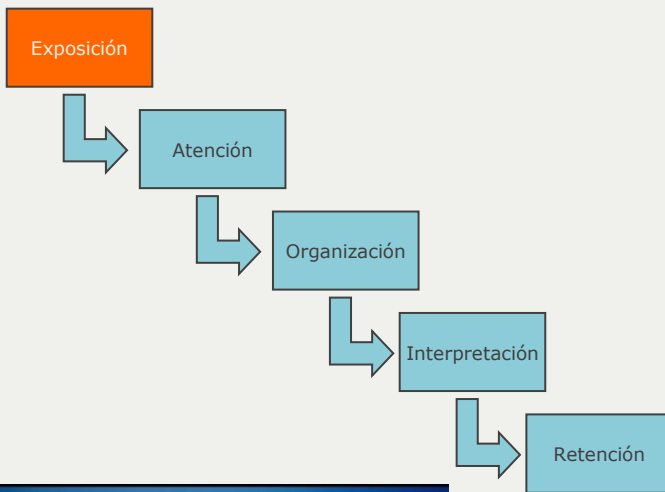 Exposición
Atención
Organización
Interpretación
Retención